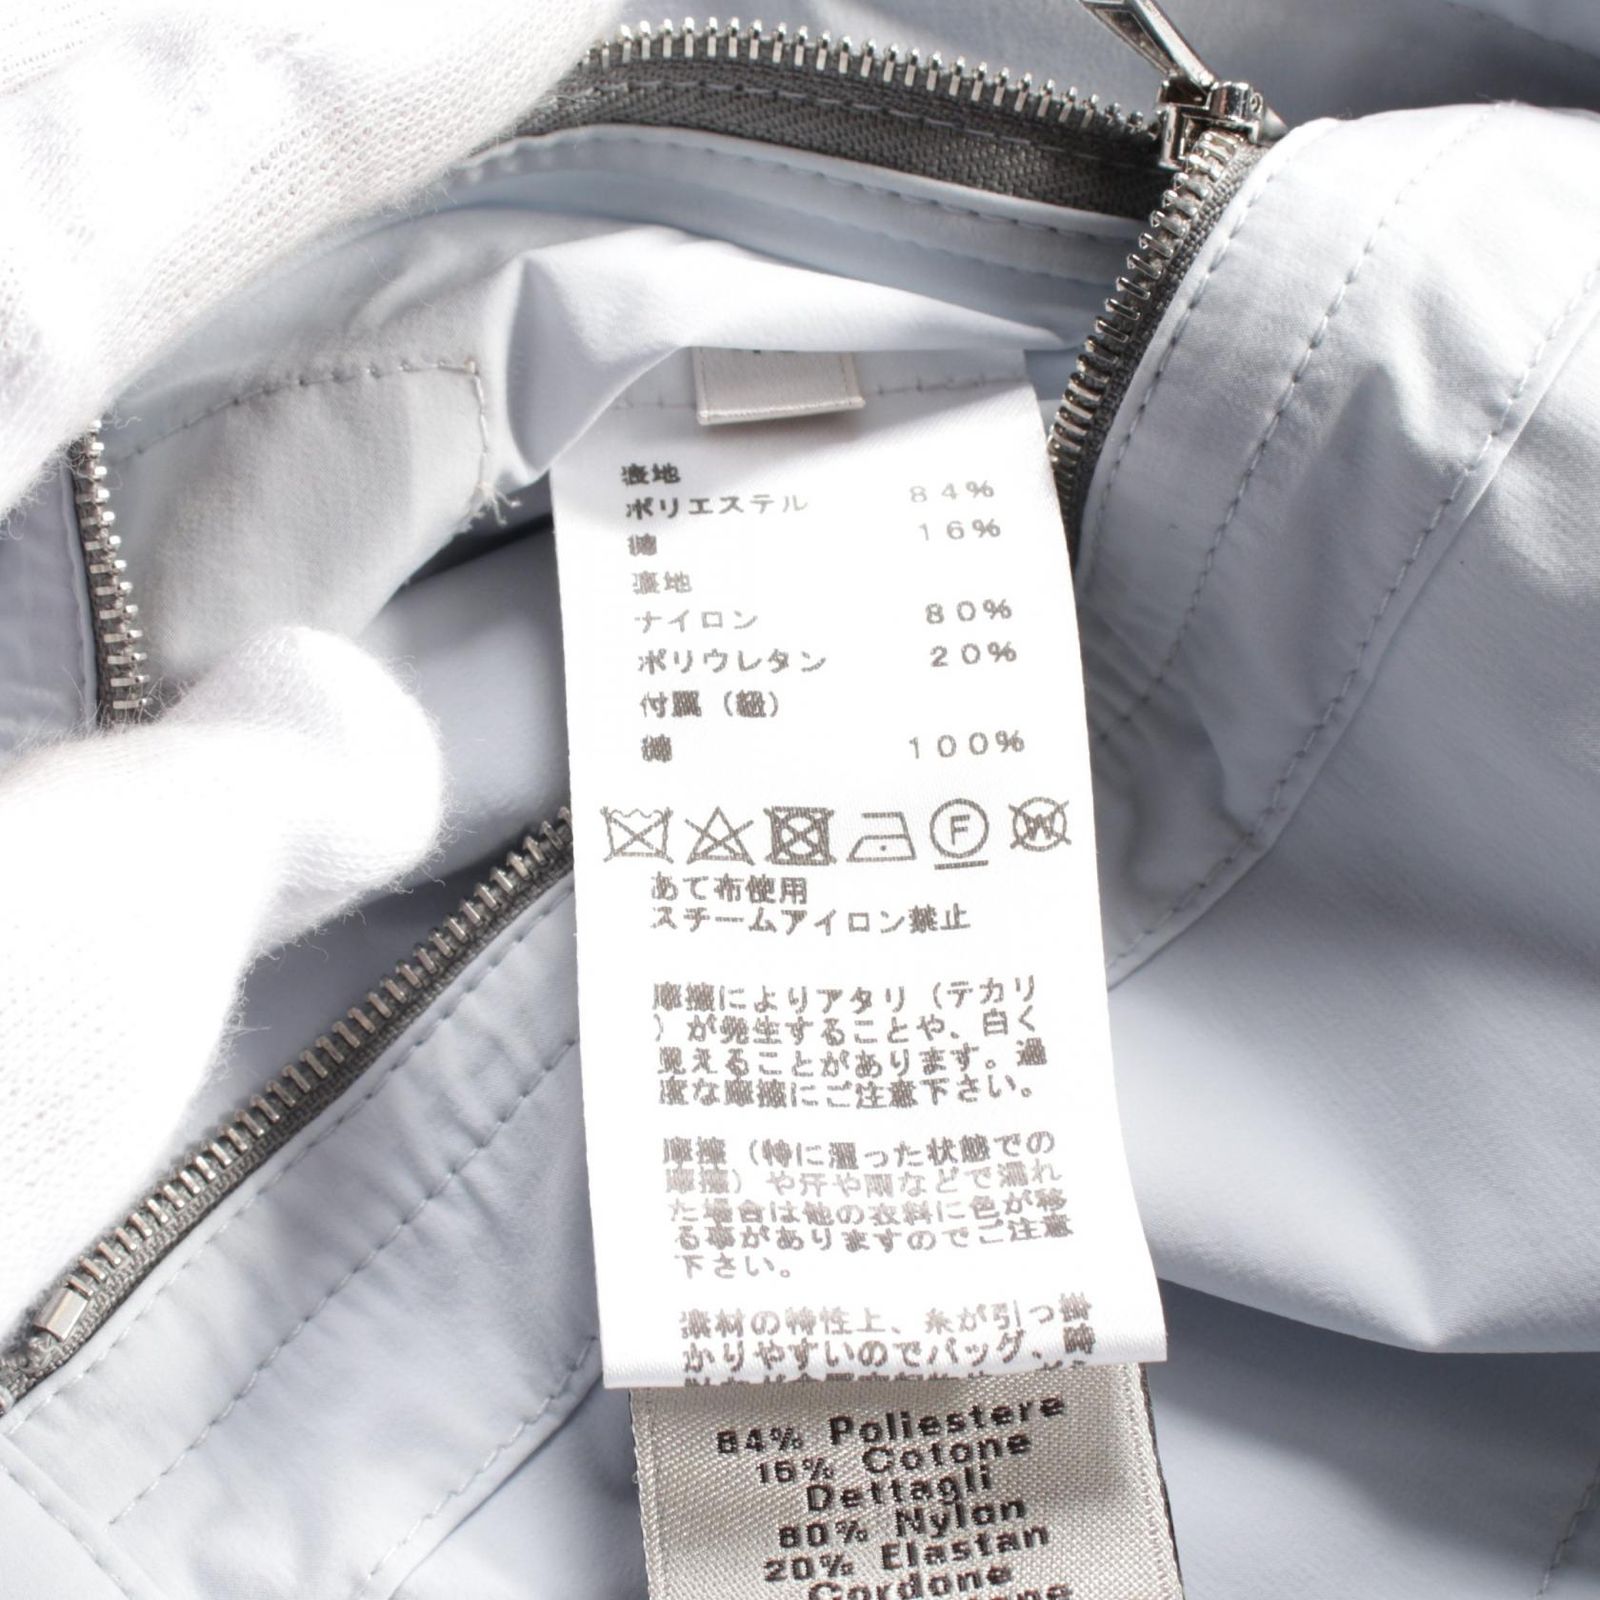 表地
ポリエステル 84%
綿 16%
表地
ナイロン 80%
ポリウレタン 20%
付属（紐）
綿 100%
F W
あて布使用
スチームアイロン禁止
摩擦によりアタリ（テカリ
）が発生することや、白く
見えることがあります。過
度な摩擦にご注意下さい。
摩擦（特に湿った状態での
摩擦）や汗や雨などで濡れ
た場合は他の衣料に色が移
る事がありますのでご注意
下さい。
素材の特性上、糸が引っ掛
かりやすいのでバッグ、時
84% Poliestere
16% Cotone
Dettagli
80% Nylon
20% Elastan
Cordone